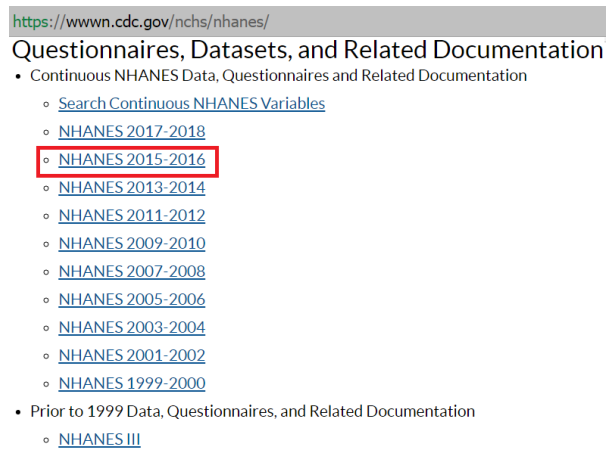 https://wwwn.cdc.gov/nchs/nhanes/
Questionnaires, Datasets, and Related Documentation
• Continuous NHANES Data, Questionnaires and Related Documentation
◦ Search Continuous NHANES Variables
◦ NHANES 2017-2018
◦ NHANES 2015-2016
◦ NHANES 2013-2014
◦ NHANES 2011-2012
◦ NHANES 2009-2010
◦ NHANES 2007-2008
◦ NHANES 2005-2006
◦ NHANES 2003-2004
◦ NHANES 2001-2002
◦ NHANES 1999-2000
• Prior to 1999 Data, Questionnaires, and Related Documentation
◦ NHANES III